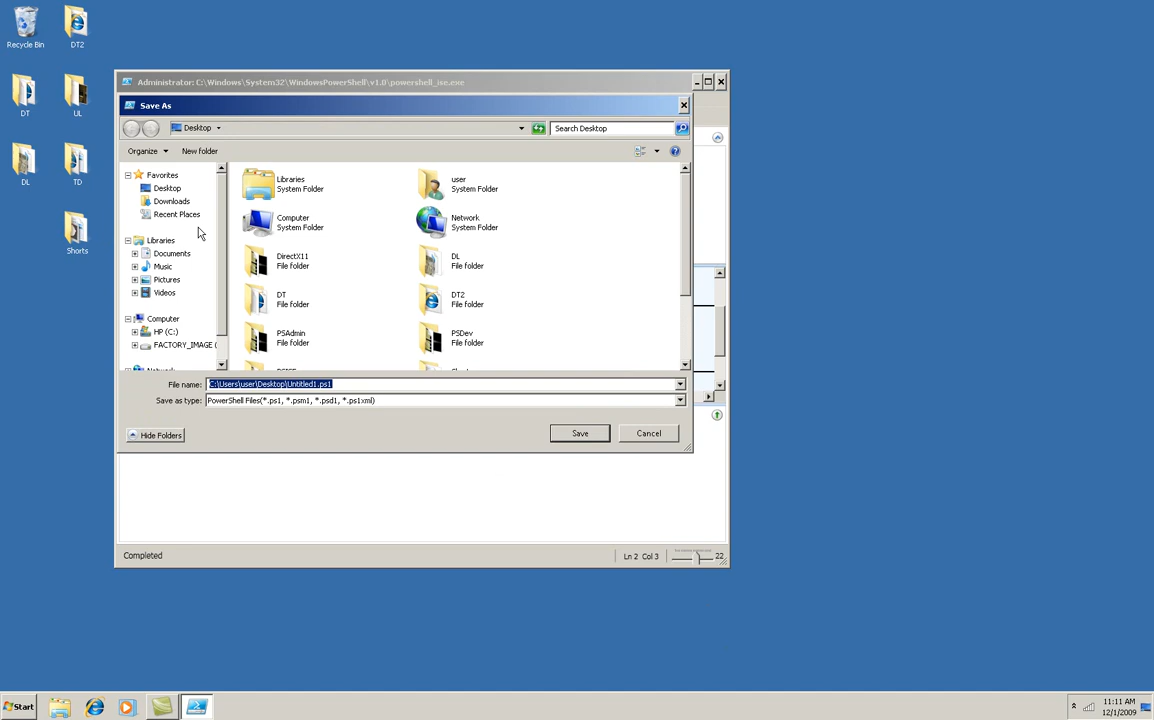 Recycle Bin
DT2
DT
UL
DL
TD
Shorts
Administrator: C:\Windows\System32\WindowsPowerShell\v1.0\powershell_ise.exe
Save As
Desktop
Search Desktop
Organize
New folder
Favorites
Desktop
Downloads
Recent Places
Libraries
Documents
Music
Pictures
Videos
Computer
HP (C:)
FACTORY_IMAGE (
Libraries
System Folder
user
System Folder
Computer
System Folder
Network
System Folder
DirectX11
File folder
DL
File folder
DT
File folder
DT2
File folder
PSAdmin
File folder
PSDev
File folder
File name:
C:\Users\user\Desktop\Untitled1.ps1
Save as type:
PowerShell Files(*.ps1, *.psm1, *.psd1, *.ps1xml)
Hide Folders
Save
Cancel
Completed
Ln 2 Col 3
22
Start
11:11 AM
12/1/2009